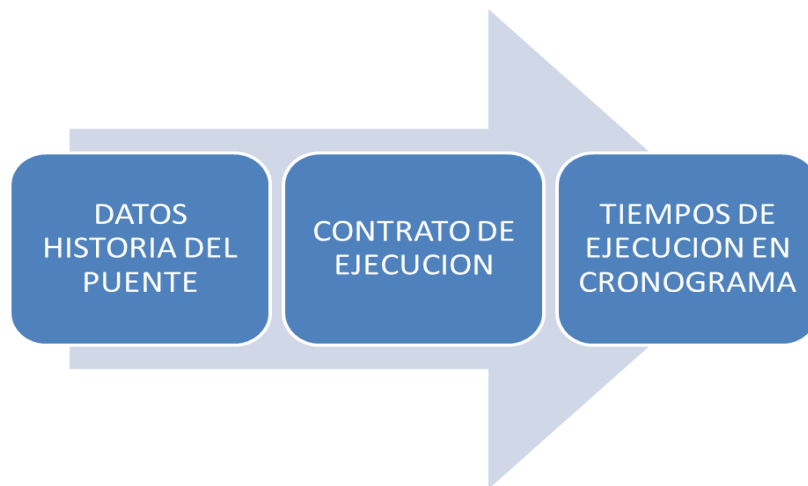 DATOS
HISTORIA DEL
PUENTE
CONTRATO DE
EJECUCION
TIEMPOS DE
EJECUCION EN
CRONOGRAMA